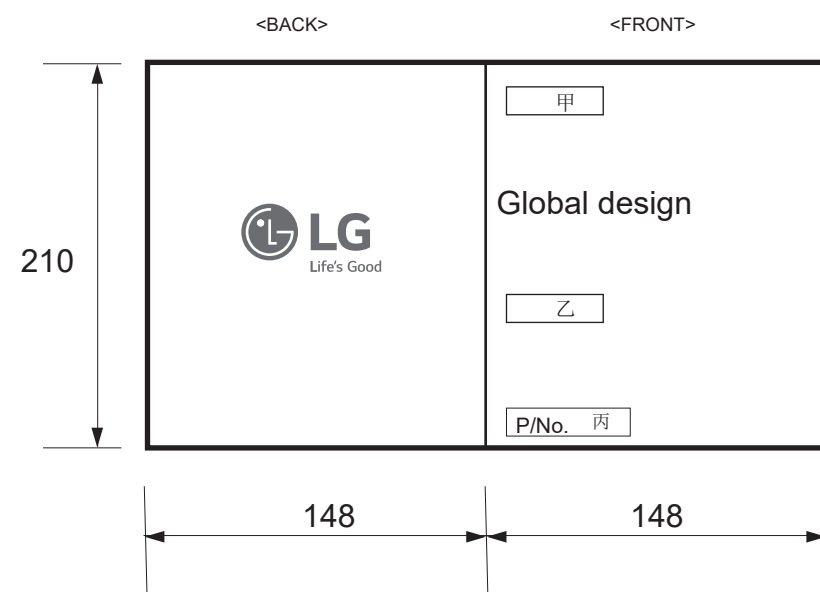 <BACK>
<FRONT>
甲
Global design
210
LG
Life's Good
乙
P/No. 丙
148
148